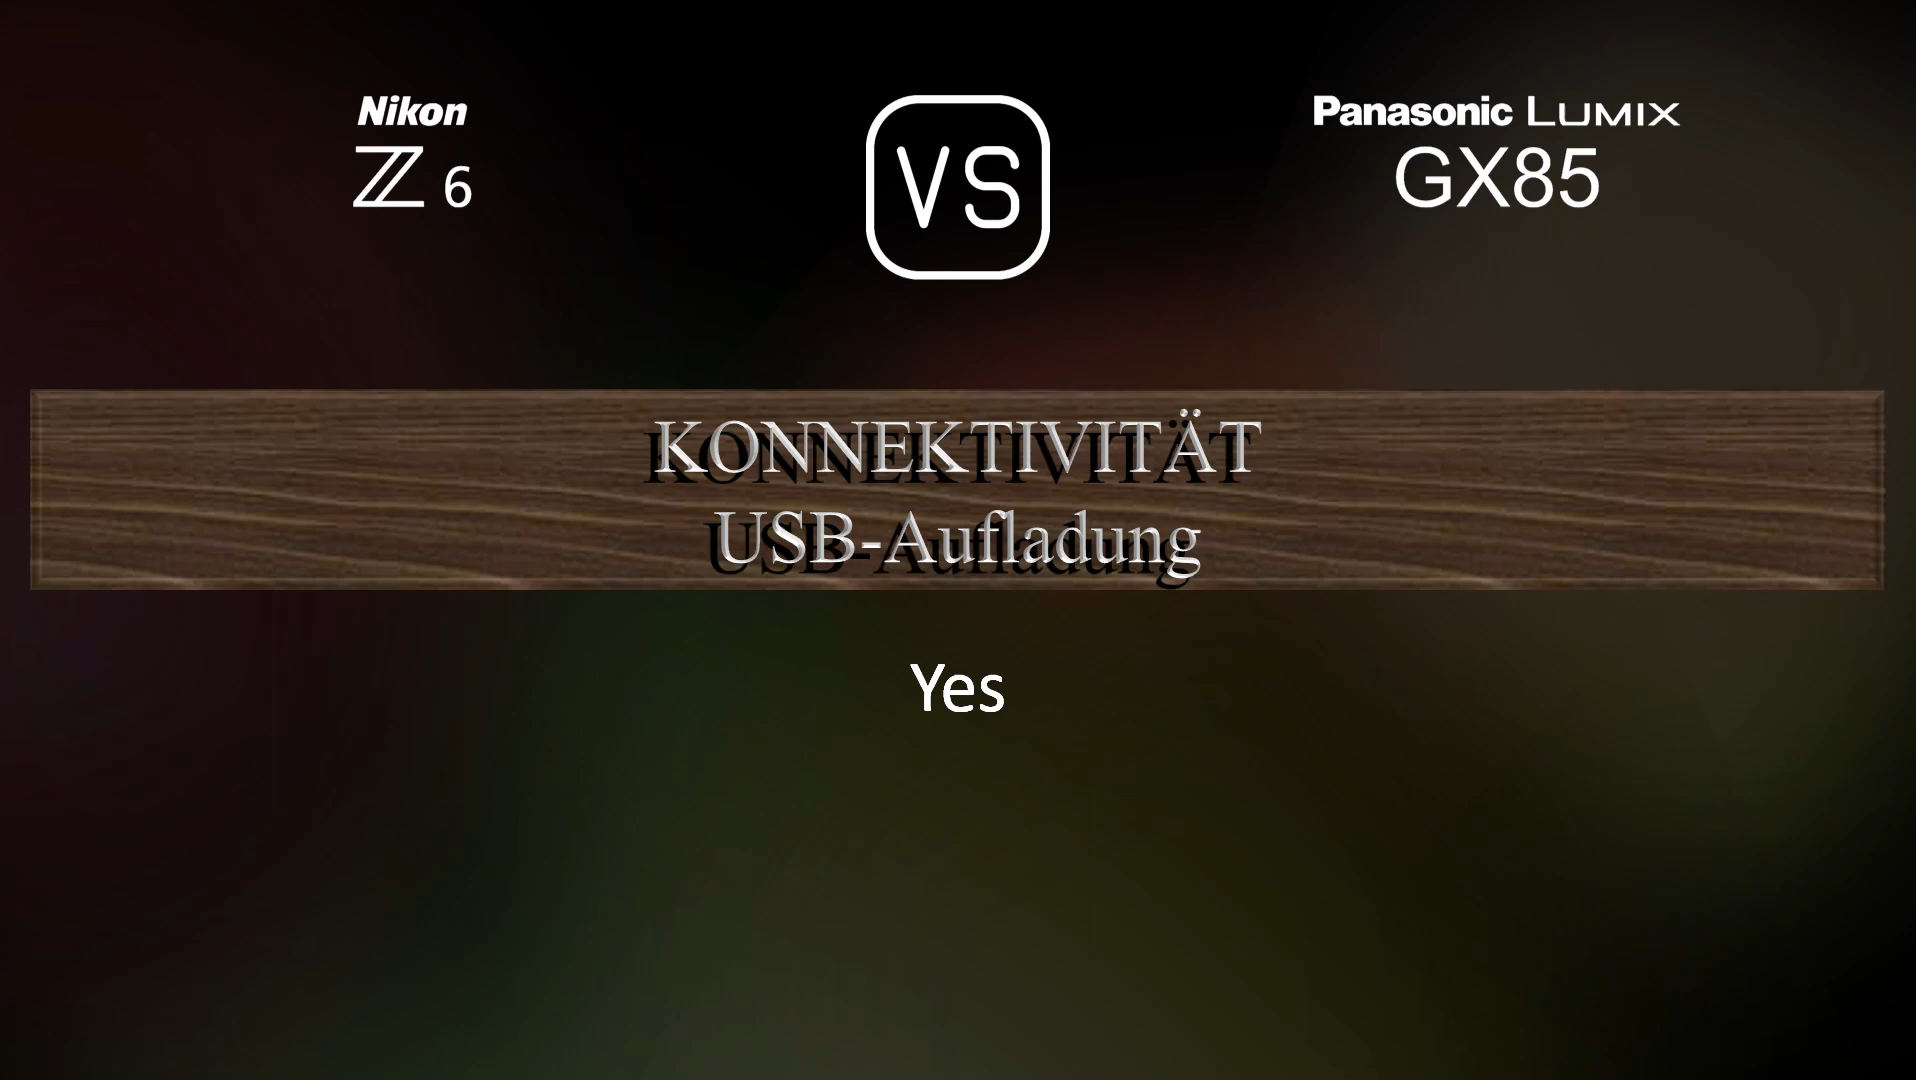 Nikon
Z 6
VS
Panasonic LUMIX
GX85
KONNEKTIVITÄT
USB-Aufladung
Yes